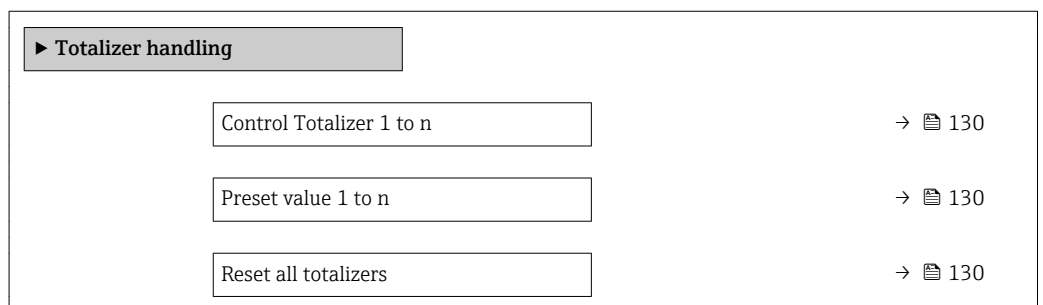 ▶ Totalizer handling
Control Totalizer 1 to n → 130
Preset value 1 to n → 130
Reset all totalizers → 130